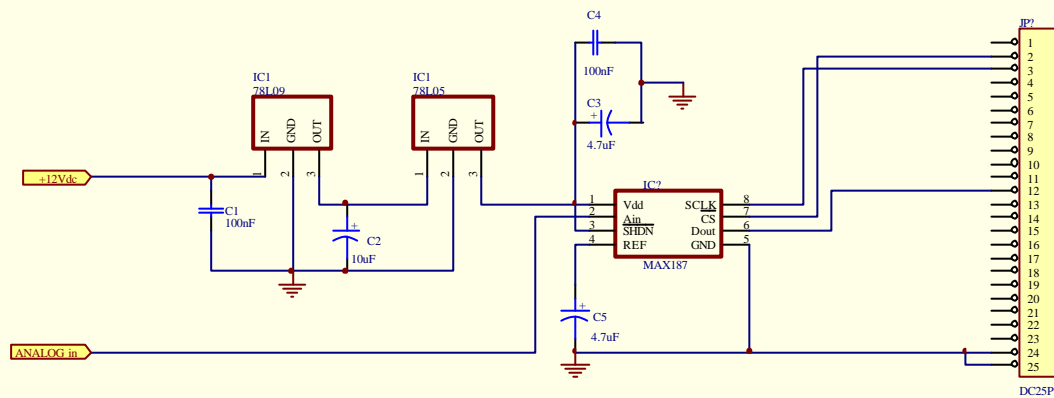 C4
100nF
JP?
1
2
3
4
5
6
7
8
9
10
11
12
13
14
15
16
17
18
19
20
21
22
23
24
25
DC25P
IC1
78L09
IN
GND
OUT
1
2
3
IC1
78L05
IN
GND
OUT
1
2
3
C3
+
4.7uF
+12Vdc
C1
100nF
+
C2
10uF
IC?
1 Vdd
2 Ain
3 SHDN
4 REF
SCLK 8
CS 7
Dout 6
GND 5
MAX187
+
C5
4.7uF
ANALOG in